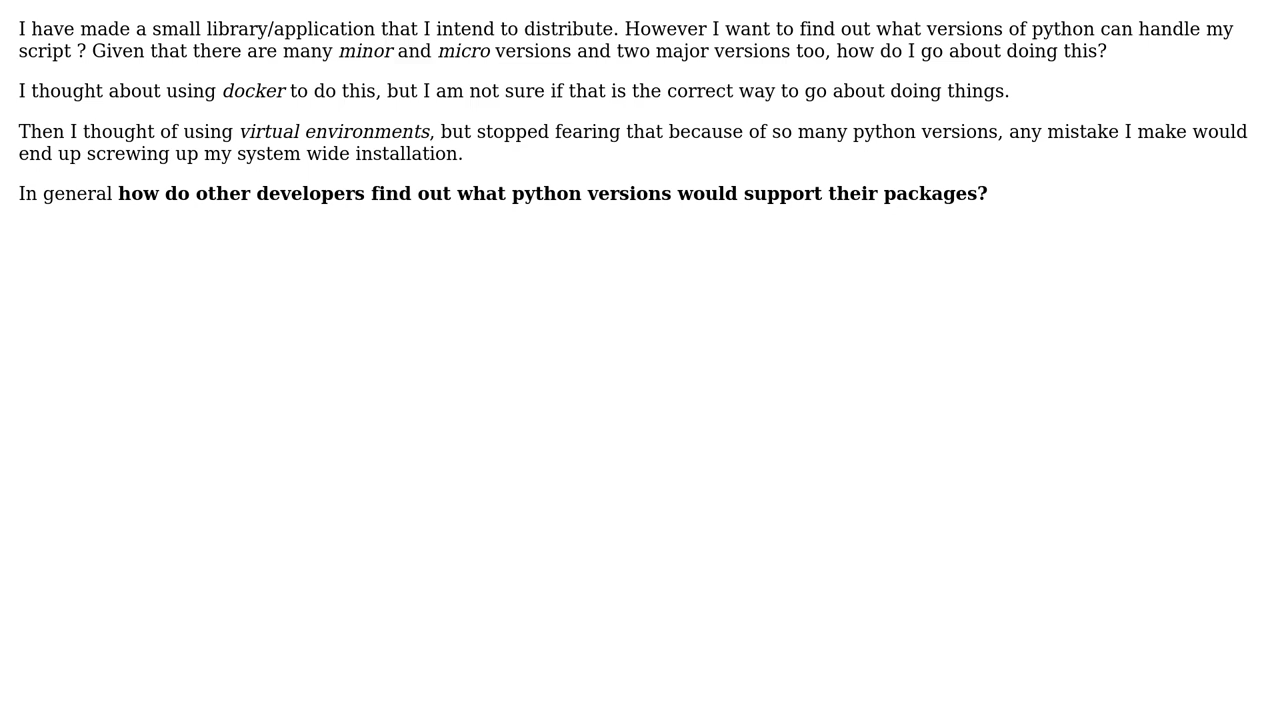 I have made a small library/application that I intend to distribute. However I want to find out what versions of python can handle my
script ? Given that there are many minor and micro versions and two major versions too, how do I go about doing this?
I thought about using docker to do this, but I am not sure if that is the correct way to go about doing things.
Then I thought of using virtual environments, but stopped fearing that because of so many python versions, any mistake I make would
end up screwing up my system wide installation.
In general how do other developers find out what python versions would support their packages?